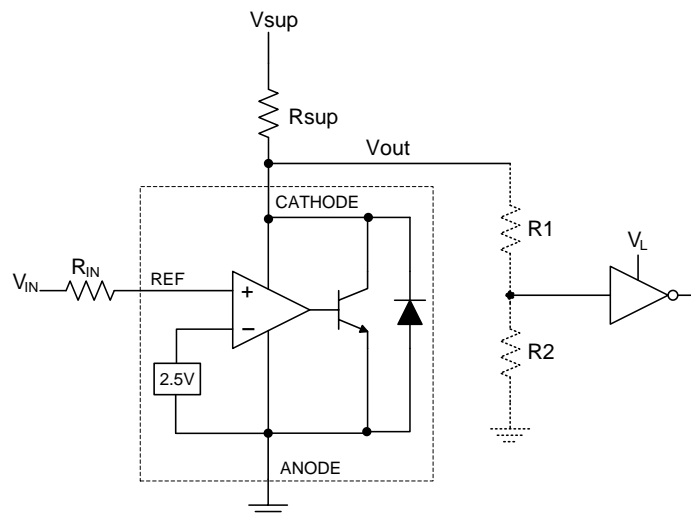 Vsup
Rsup
Vout
CATHODE
R1
RIN
VIN
REF
VL
+
–
R2
2.5V
ANODE